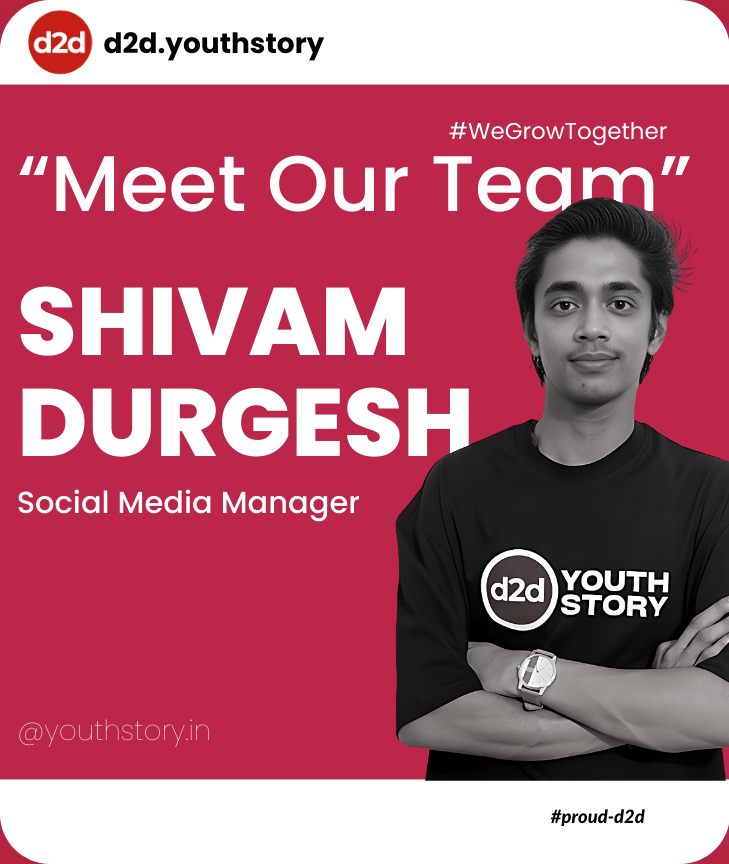 d2d d2d.youthstory
#WeGrowTogether
“Meet Our Team”
SHIVAM
DURGESH
Social Media Manager
d2d YOUTH
STORY
@youthstory.in
#proud-d2d